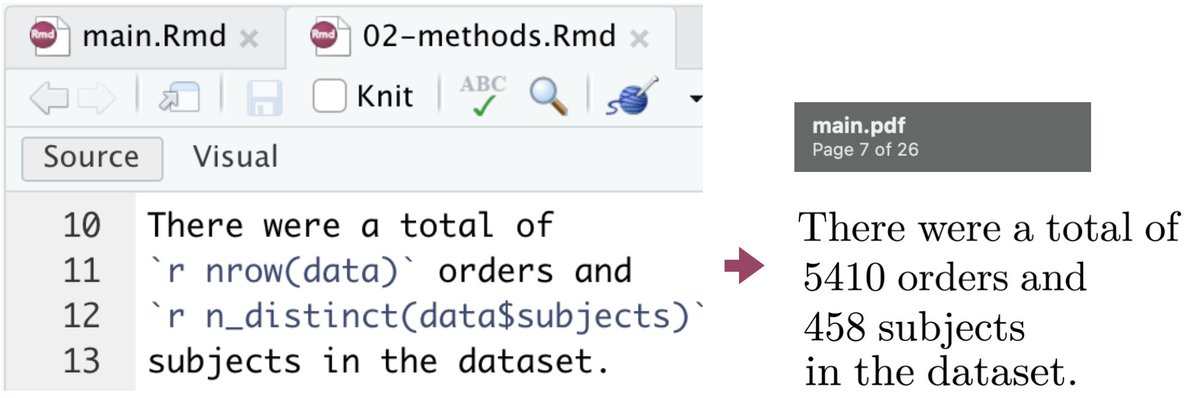 Rmd main.Rmd × Rmd 02-methods.Rmd ×
Knit ABC
Source Visual
10 There were a total of
11 `r nrow(data)` orders and
12 `r n_distinct(data$subjects)`
13 subjects in the dataset.
main.pdf
Page 7 of 26
There were a total of
5410 orders and
458 subjects
in the dataset.